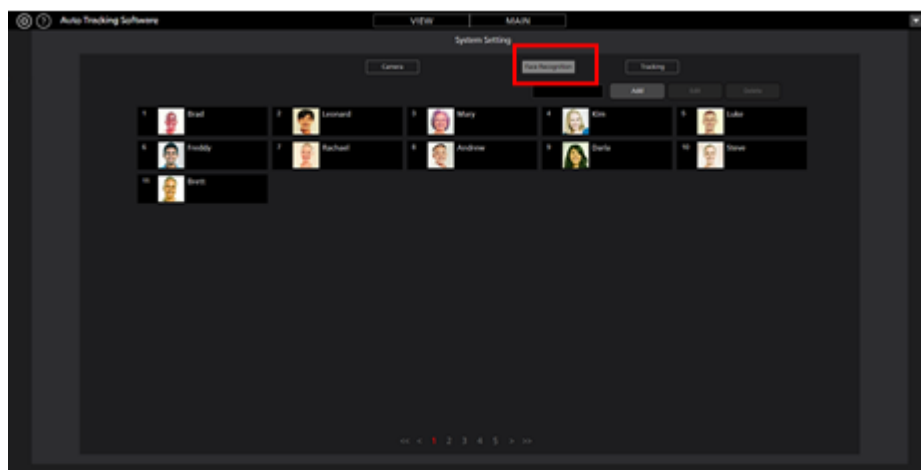 Auto Tracking Software VIEW MAIN
System Setting
Camera Face Recognition Tracking
Add Edit Delete
1 Brad 2 Leonard 3 Mary 4 Kim 5 Luke
6 Freddy 7 Rachael 8 Andrew 9 Darla 10 Steve
11 Brett
<< < 1 2 3 4 5 > >>